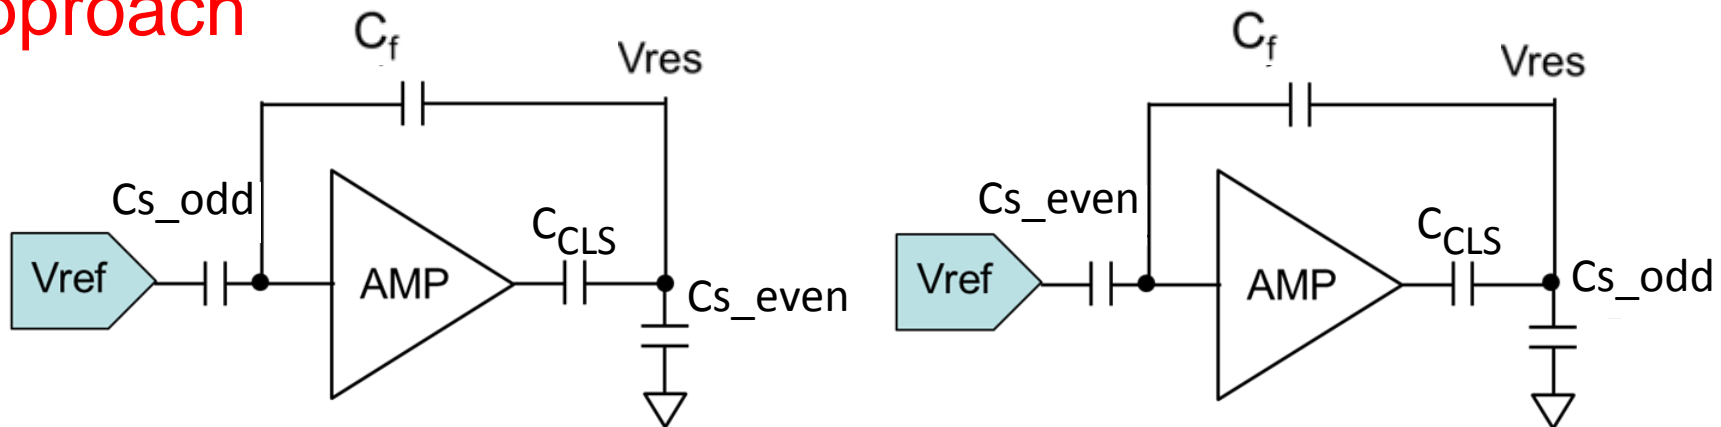 pproach
Cf
Vres
Cs_odd
CCLS
Vref
AMP
Cs_even
Cf
Vres
Cs_even
CCLS
Vref
AMP
Cs_odd